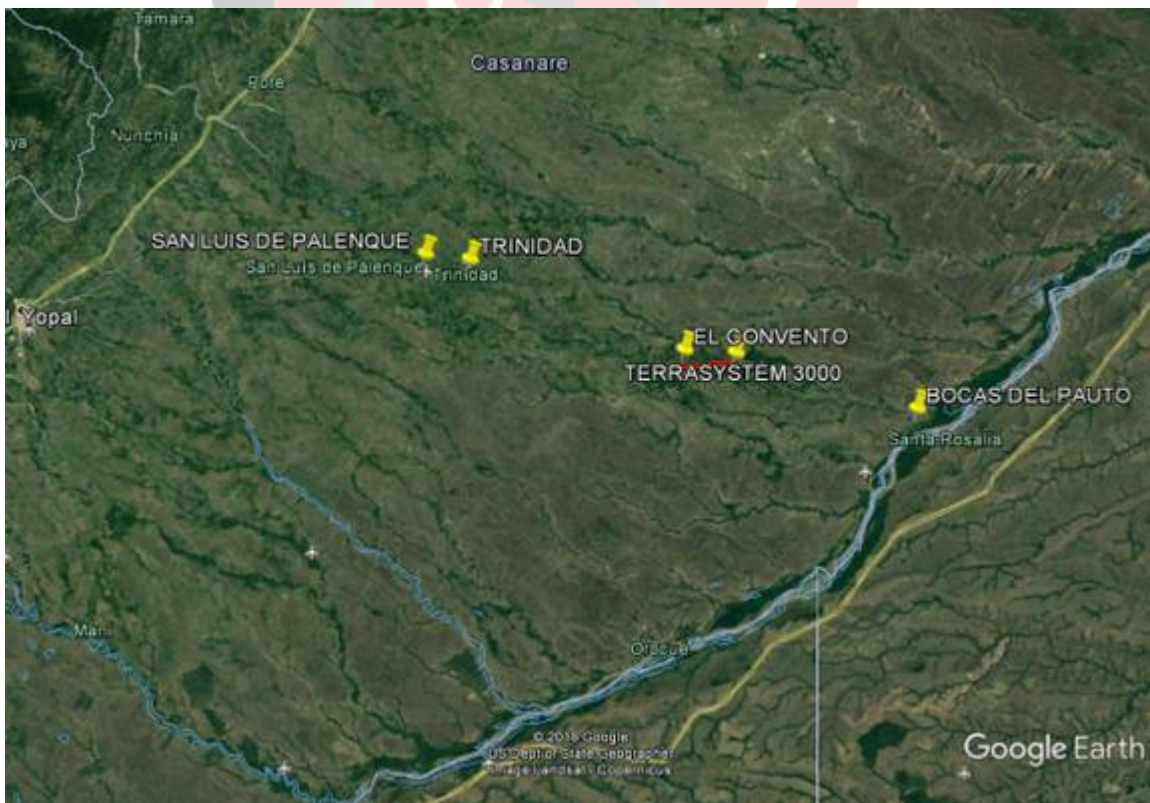 Tamara
Casanare
Pore
Nunchia
aya
SAN LUIS DE PALENQUE
TRINIDAD
San Luis de Palenque
Trinidad
l Yopal
EL CONVENTO
TERRASYSTEM 3000
BOCAS DEL PAUTO
Santa Rosalia
Mani
Orocue
© 2018 Google
US Dept of State Geographer
Image Landsat / Copernicus
Google Earth